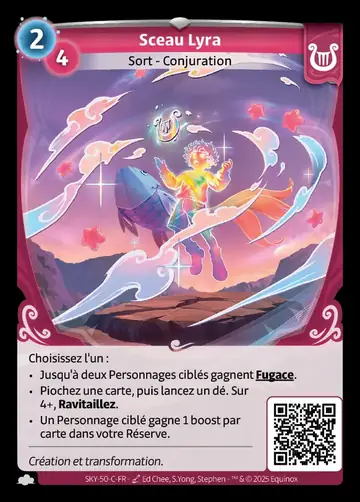 2
4
Sceau Lyra
Sort - Conjuration
Choisissez l'un :
• Jusqu'à deux Personnages ciblés gagnent Fugace.
• Piochez une carte, puis lancez un dé. Sur
4+, Ravitaillez.
• Un Personnage ciblé gagne 1 boost par
carte dans votre Réserve.
Création et transformation.
SKY-50-C-FR - Ed Chee, S.Yong, Stephen - ™ & © 2025 Equinox